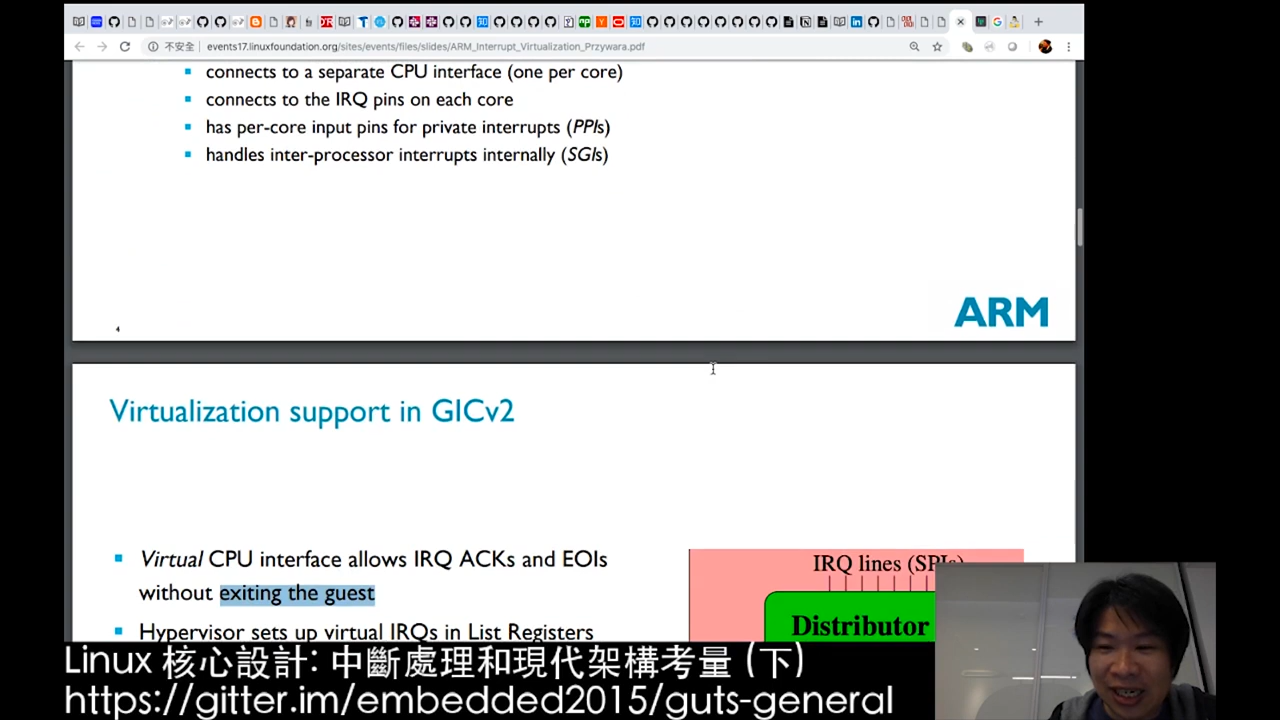 不安全 events17.linuxfoundation.org/sites/events/files/slides/ARM_Interrupt_Virtualization_Przywara.pdf
▪ connects to a separate CPU interface (one per core)
▪ connects to the IRQ pins on each core
▪ has per-core input pins for private interrupts (PPIs)
▪ handles inter-processor interrupts internally (SGIs)
ARM
4
Virtualization support in GICv2
▪ Virtual CPU interface allows IRQ ACKs and EOIs
without exiting the guest
▪ Hypervisor sets up virtual IRQs in List Registers
IRQ lines (SPIs)
Distributor
Linux 核心設計: 中斷處理和現代架構考量 (下)
https://gitter.im/embedded2015/guts-general